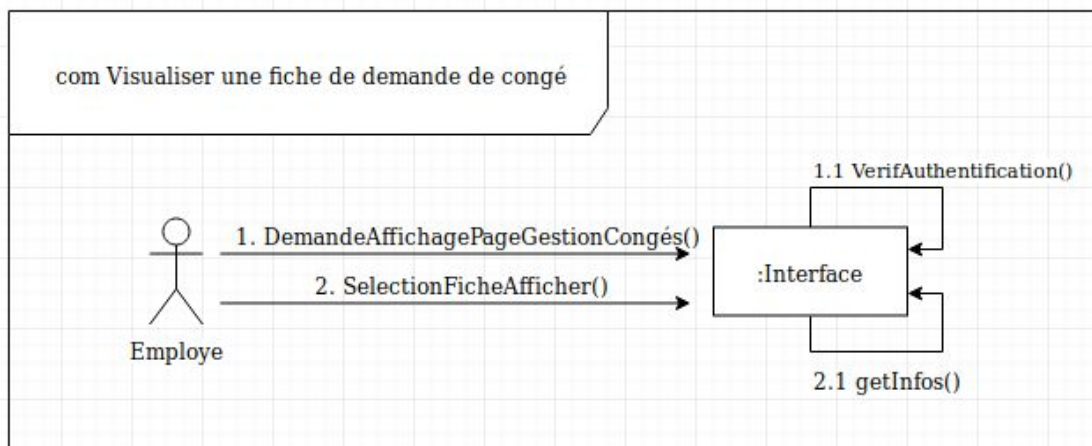 com Visualiser une fiche de demande de congé
1.1 VerifAuthentification()
1. DemandeAffichagePageGestionCongés()
:Interface
2. SelectionFicheAfficher()
Employe
2.1 getInfos()